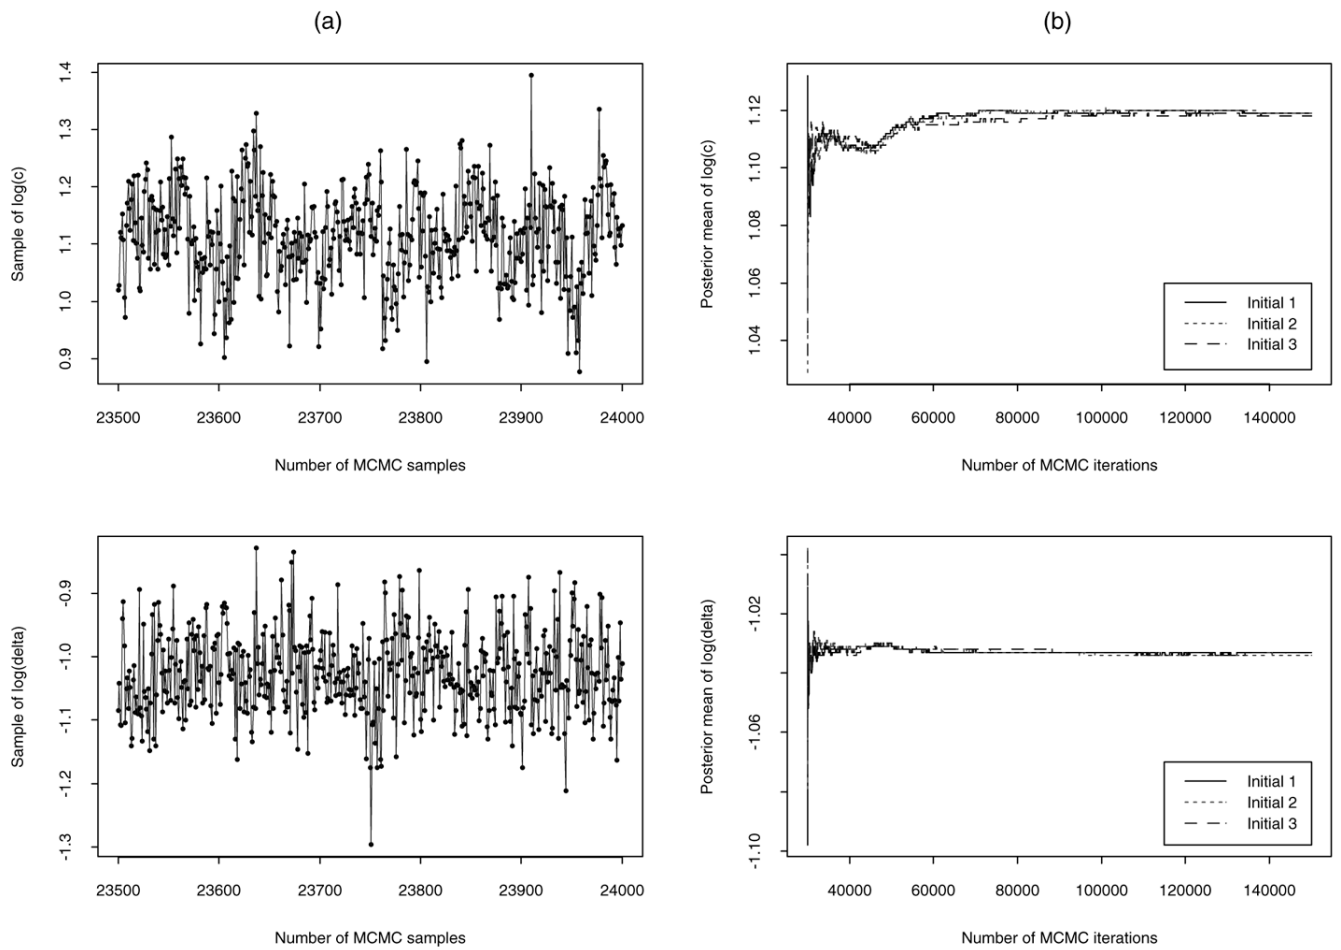 (a)
(b)
Sample of log(c)
1.4
1.3
1.2
1.1
1.0
0.9
23500 23600 23700 23800 23900 24000
Number of MCMC samples
Posterior mean of log(c)
1.12
1.10
1.08
1.06
1.04
Initial 1
Initial 2
Initial 3
40000 60000 80000 100000 120000 140000
Number of MCMC iterations
Sample of log(delta)
-0.9
-1.0
-1.1
-1.2
-1.3
23500 23600 23700 23800 23900 24000
Number of MCMC samples
Posterior mean of log(delta)
-1.02
-1.06
-1.10
Initial 1
Initial 2
Initial 3
40000 60000 80000 100000 120000 140000
Number of MCMC iterations